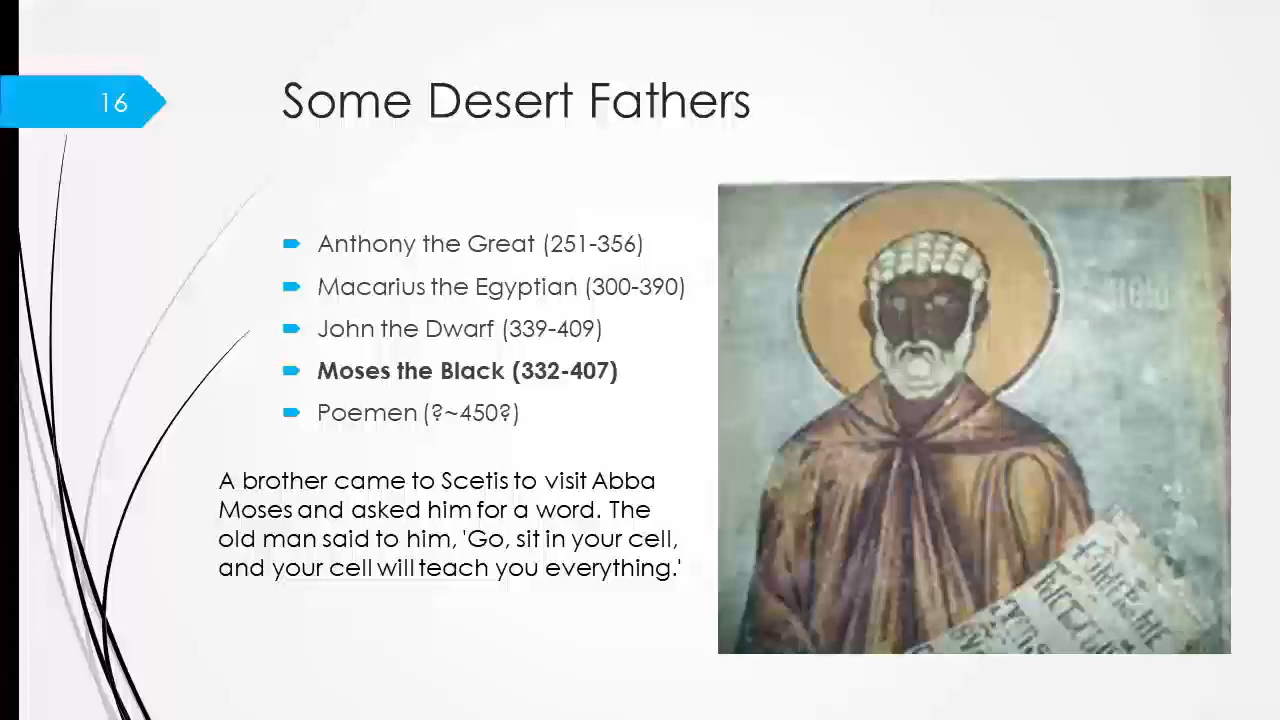 16
Some Desert Fathers
Anthony the Great (251-356)
Macarius the Egyptian (300-390)
John the Dwarf (339-409)
Moses the Black (332-407)
Poemen (?~450?)
A brother came to Scetis to visit Abba
Moses and asked him for a word. The
old man said to him, 'Go, sit in your cell,
and your cell will teach you everything.'